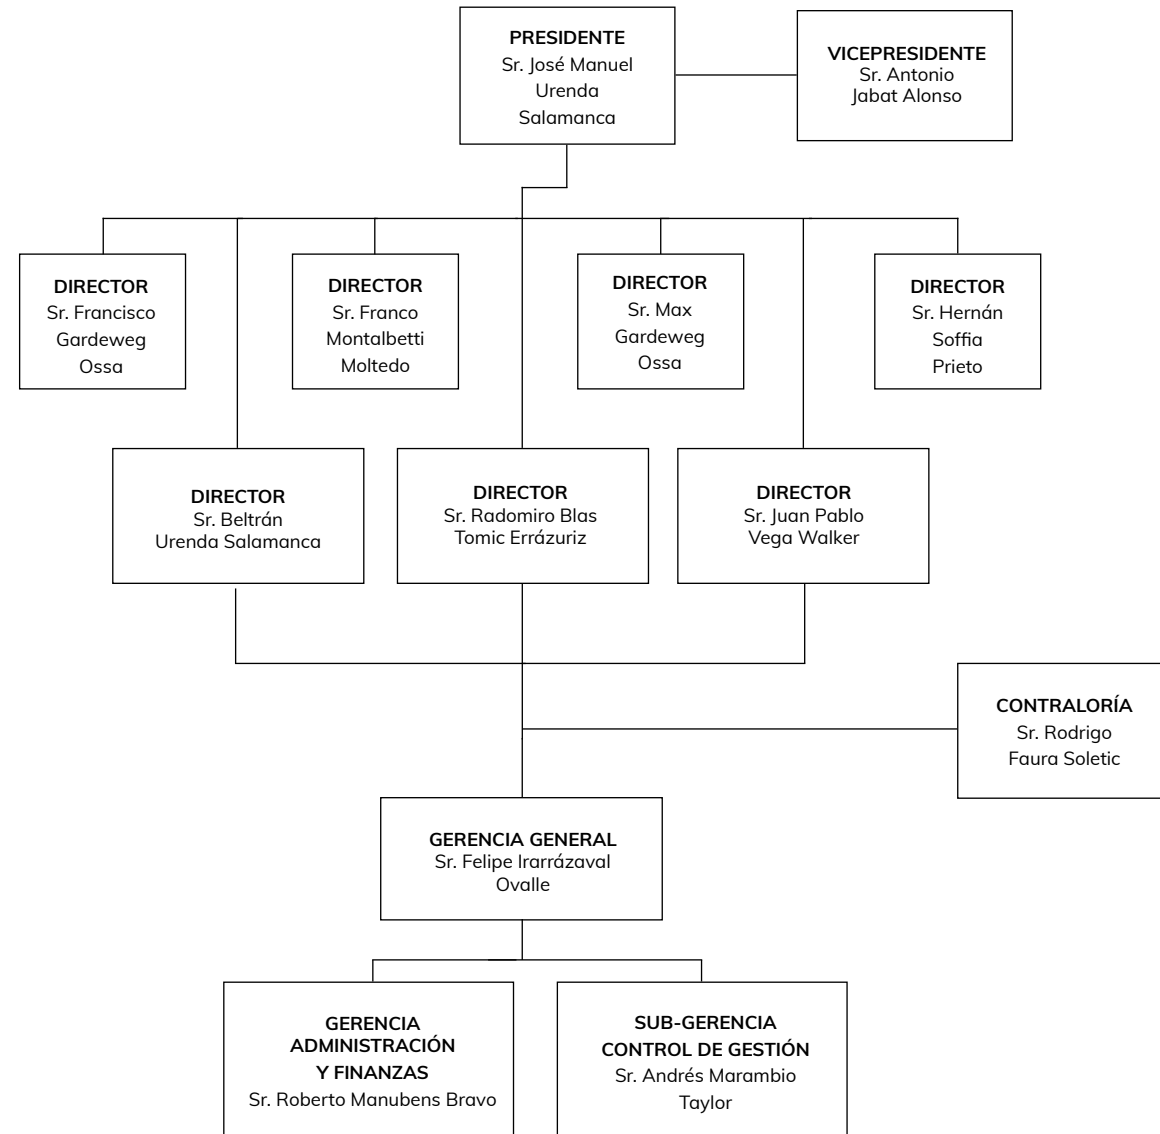 PRESIDENTE
Sr. José Manuel
Urenda
Salamanca
VICEPRESIDENTE
Sr. Antonio
Jabat Alonso
DIRECTOR
Sr. Francisco
Gardeweg
Ossa
DIRECTOR
Sr. Franco
Montalbetti
Moltedo
DIRECTOR
Sr. Max
Gardeweg
Ossa
DIRECTOR
Sr. Hernán
Soffia
Prieto
DIRECTOR
Sr. Beltrán
Urenda Salamanca
DIRECTOR
Sr. Radomiro Blas
Tomic Errázuriz
DIRECTOR
Sr. Juan Pablo
Vega Walker
CONTRALORÍA
Sr. Rodrigo
Faura Soletic
GERENCIA GENERAL
Sr. Felipe Irarrázaval
Ovalle
GERENCIA
ADMINISTRACIÓN
Y FINANZAS
Sr. Roberto Manubens Bravo
SUB-GERENCIA
CONTROL DE GESTIÓN
Sr. Andrés Marambio
Taylor